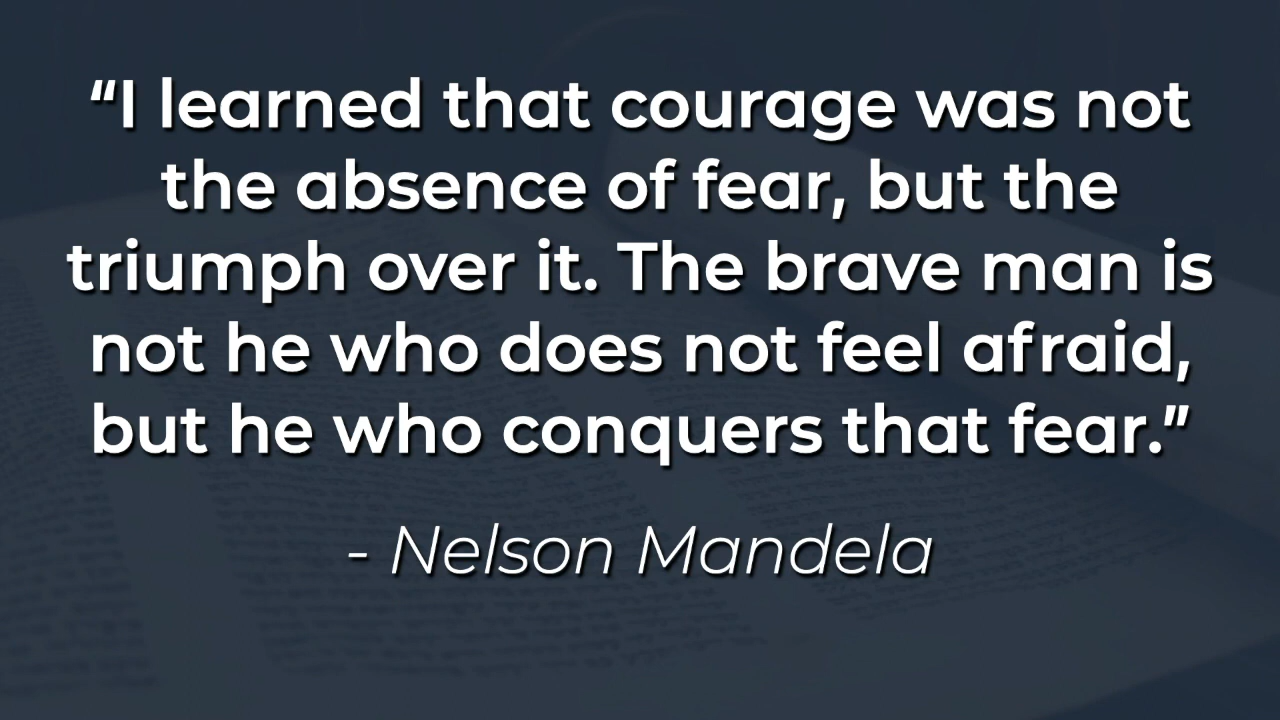 “I learned that courage was not
the absence of fear, but the
triumph over it. The brave man is
not he who does not feel afraid,
but he who conquers that fear.”
- Nelson Mandela